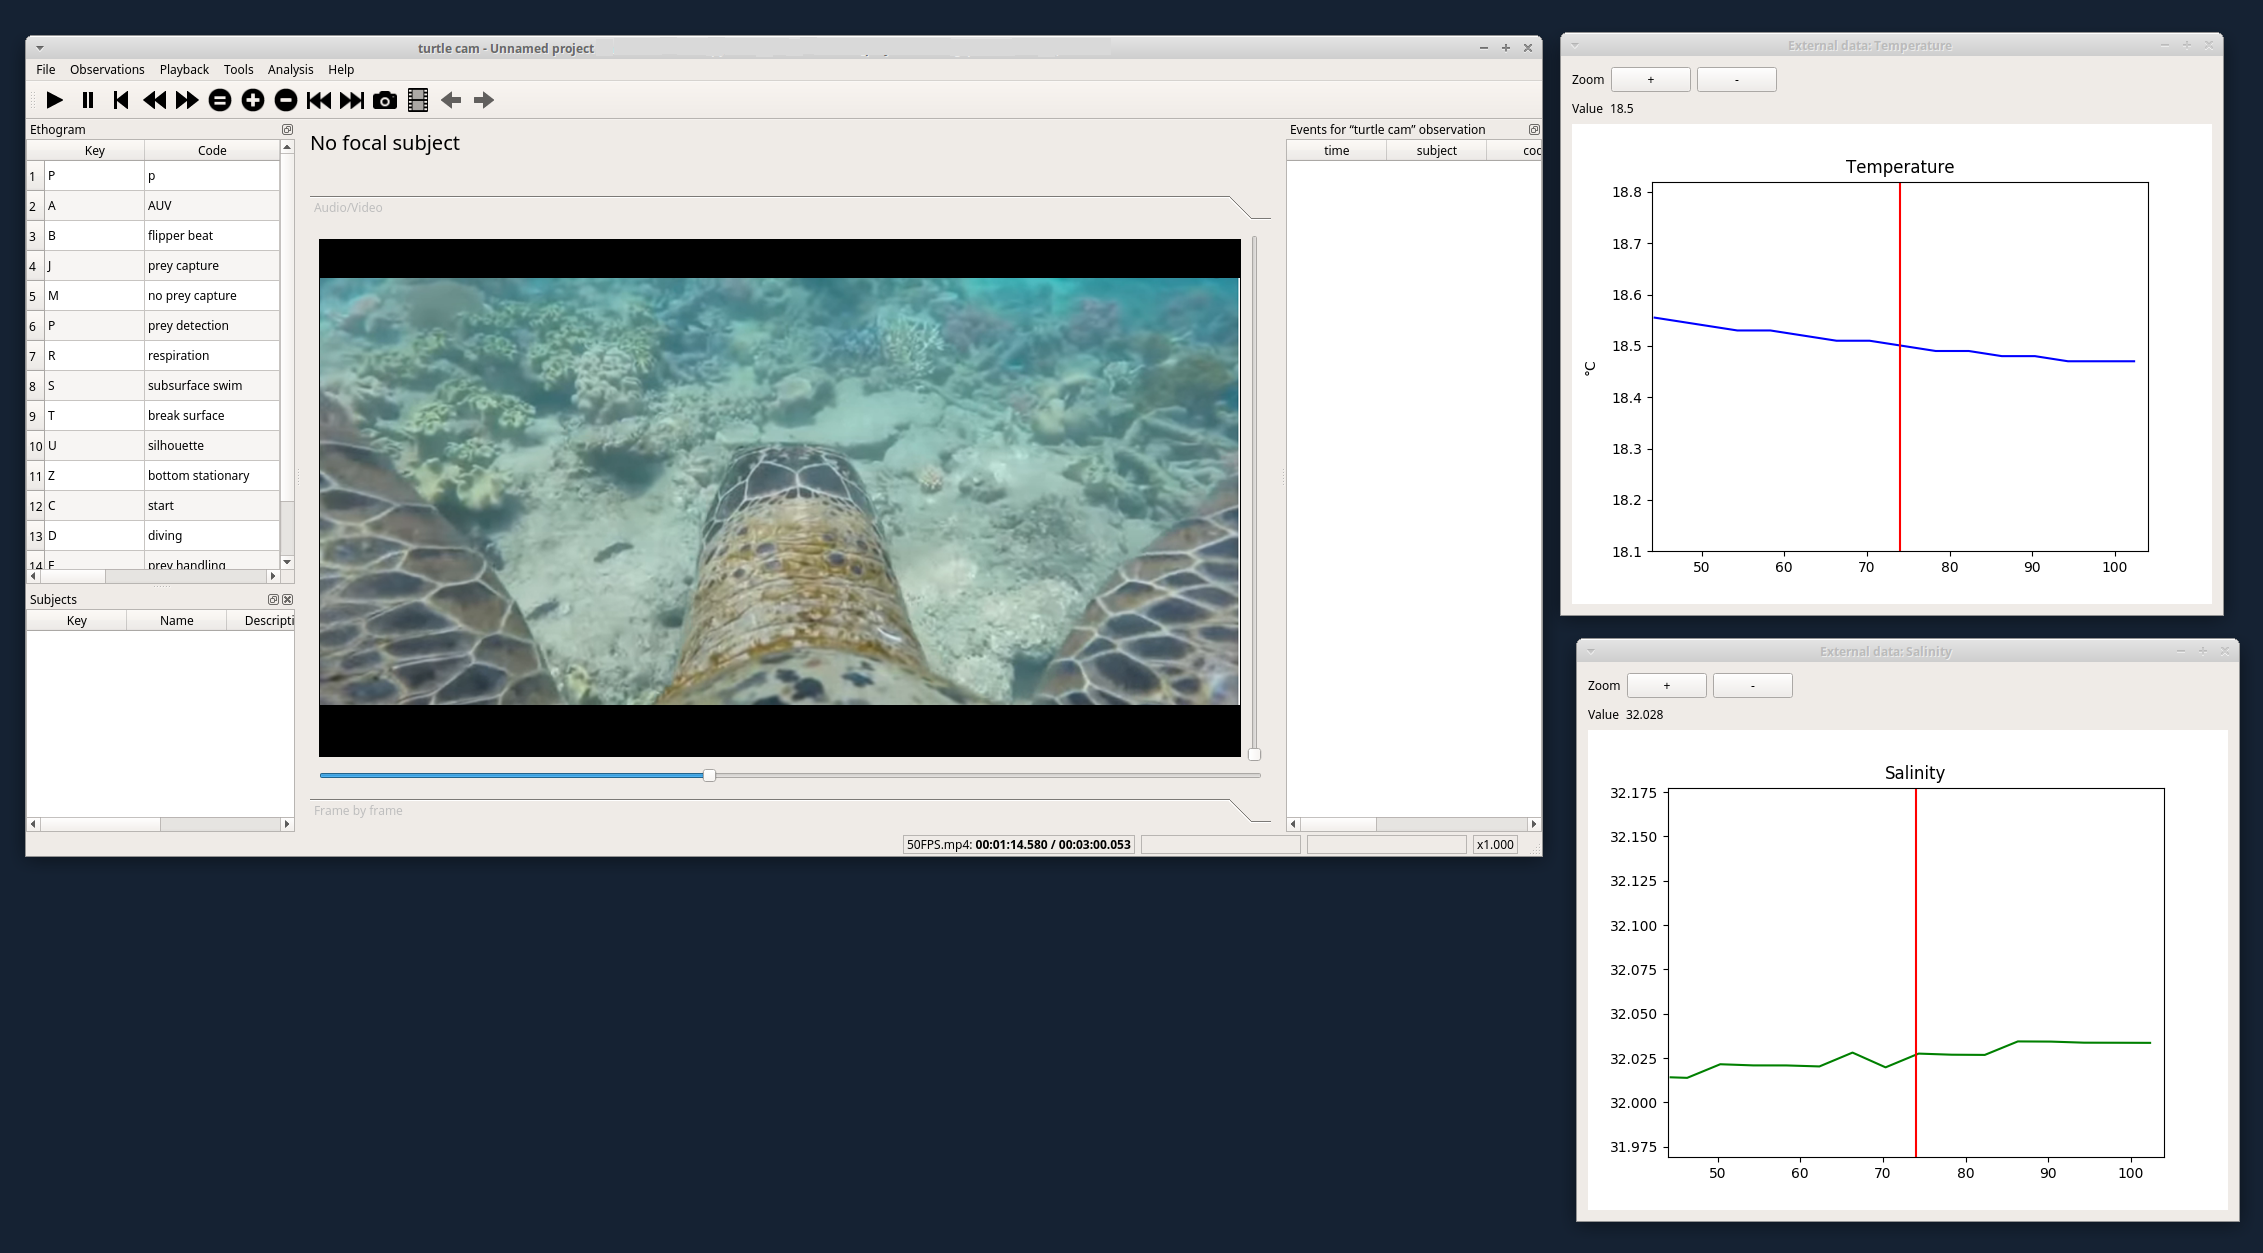 turtle cam - Unnamed project
File Observations Playback Tools Analysis Help
Ethogram
Key Code
1 P p
2 A AUV
3 B flipper beat
4 J prey capture
5 M no prey capture
6 P prey detection
7 R respiration
8 S subsurface swim
9 T break surface
10 U silhouette
11 Z bottom stationary
12 C start
13 D diving
14 prey handling
Subjects
Key Name Descripti
No focal subject
Audio/Video
Frame by frame
50FPS.mp4: 00:01:14.580 / 00:03:00.053
x1.000
Events for “turtle cam” observation
time subject cod
External data: Temperature
Zoom + -
Value 18.5
Temperature
18.8
18.7
18.6
18.5
18.4
18.3
18.2
18.1
°C
50 60 70 80 90 100
External data: Salinity
Zoom + -
Value 32.028
Salinity
32.175
32.150
32.125
32.100
32.075
32.050
32.025
32.000
31.975
50 60 70 80 90 100